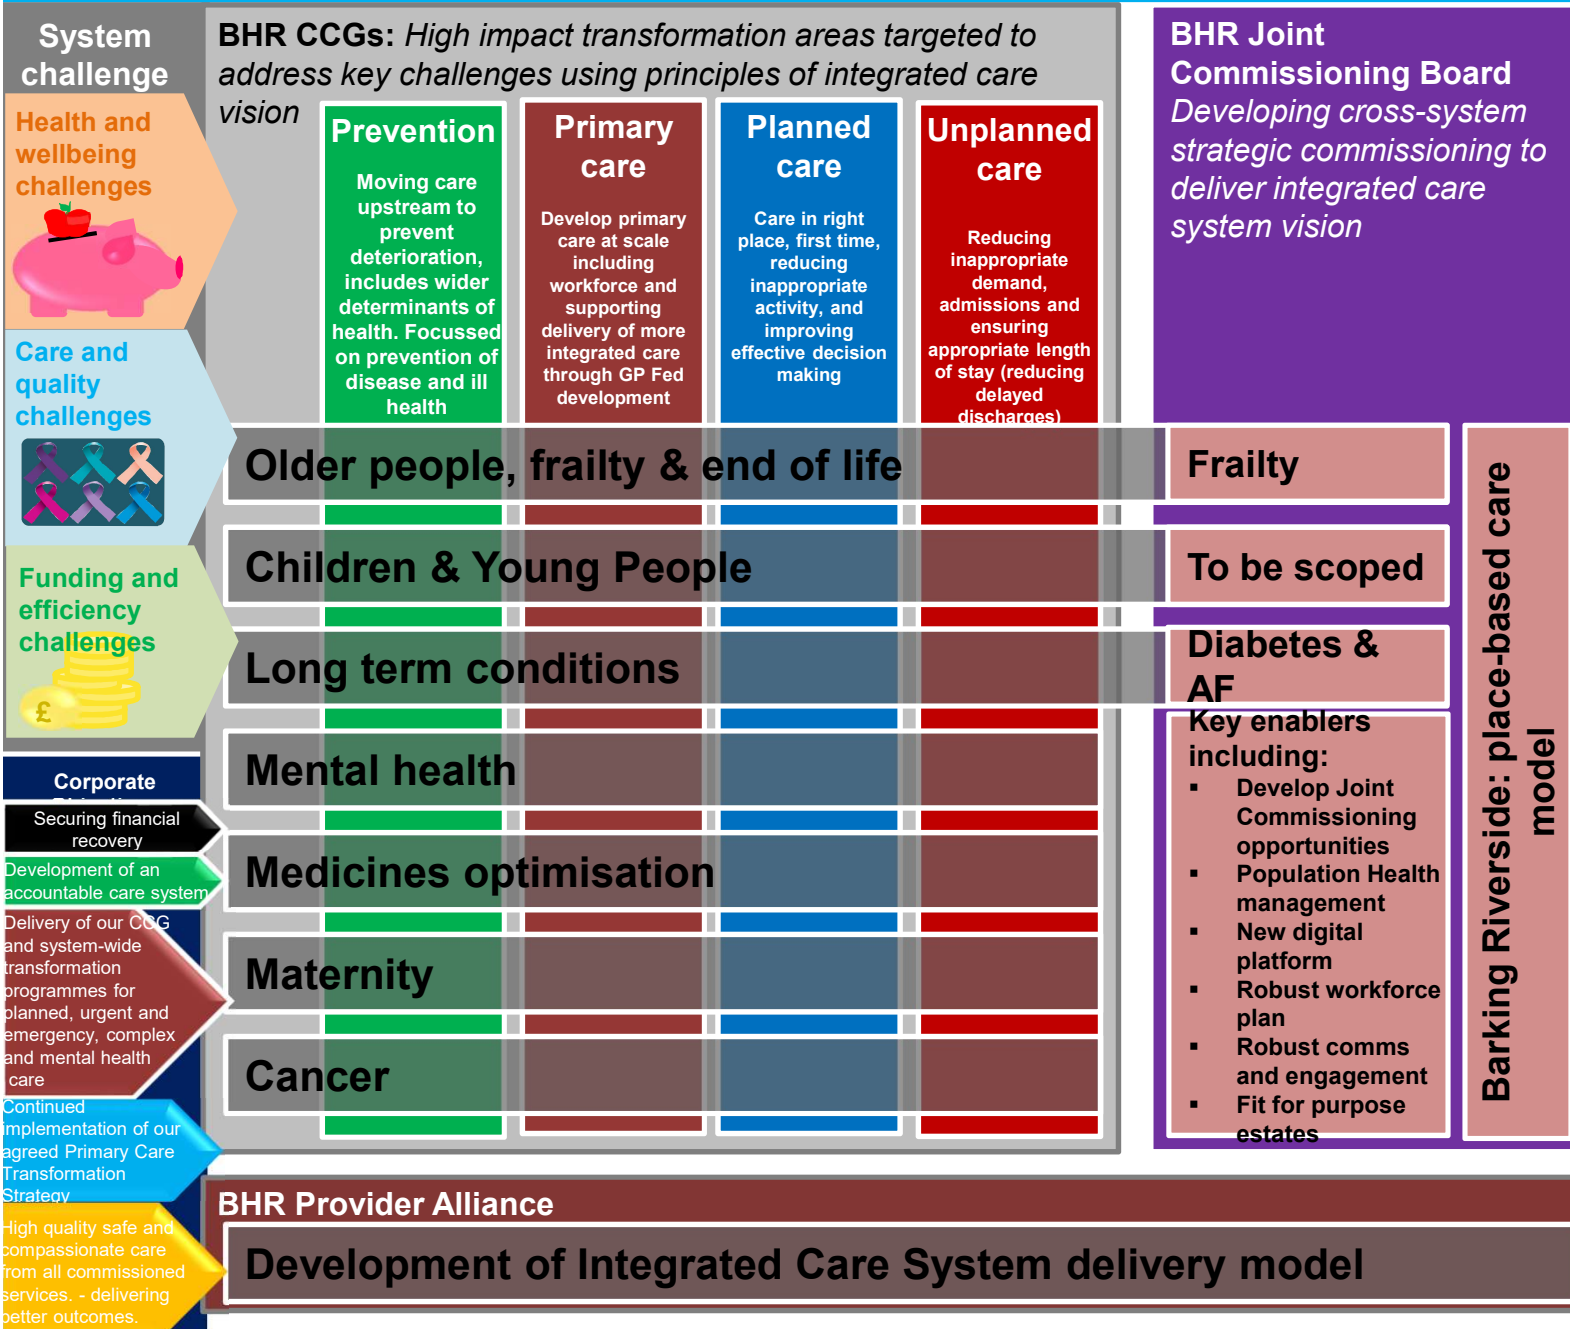 System
challenge
Health and
wellbeing
challenges
Care and
quality
challenges
Funding and
efficiency
challenges
£
Corporate
Securing financial
recovery
Development of an
accountable care system
Delivery of our CCG
and system-wide
transformation
programmes for
planned, urgent and
emergency, complex
and mental health
care
Continued
implementation of our
agreed Primary Care
Transformation
Strategy
High quality safe and
compassionate care
from all commissioned
services. - delivering
better outcomes.
BHR CCGs: High impact transformation areas targeted to
address key challenges using principles of integrated care
vision
Prevention
Moving care
upstream to
prevent
deterioration,
includes wider
determinants of
health. Focussed
on prevention of
disease and ill
health
Primary
care
Develop primary
care at scale
including
workforce and
supporting
delivery of more
integrated care
through GP Fed
development
Planned
care
Care in right
place, first time,
reducing
inappropriate
activity, and
improving
effective decision
making
Unplanned
care
Reducing
inappropriate
demand,
admissions and
ensuring
appropriate length
of stay (reducing
delayed
discharges)
Older people, frailty & end of life
Children & Young People
Long term conditions
Mental health
Medicines optimisation
Maternity
Cancer
BHR Joint
Commissioning Board
Developing cross-system
strategic commissioning to
deliver integrated care
system vision
Frailty
To be scoped
Diabetes &
AF
Key enablers
including:
▪ Develop Joint
Commissioning
opportunities
▪ Population Health
management
▪ New digital
platform
▪ Robust workforce
plan
▪ Robust comms
and engagement
▪ Fit for purpose
estates
Barking Riverside: place-based care
model
BHR Provider Alliance
Development of Integrated Care System delivery model